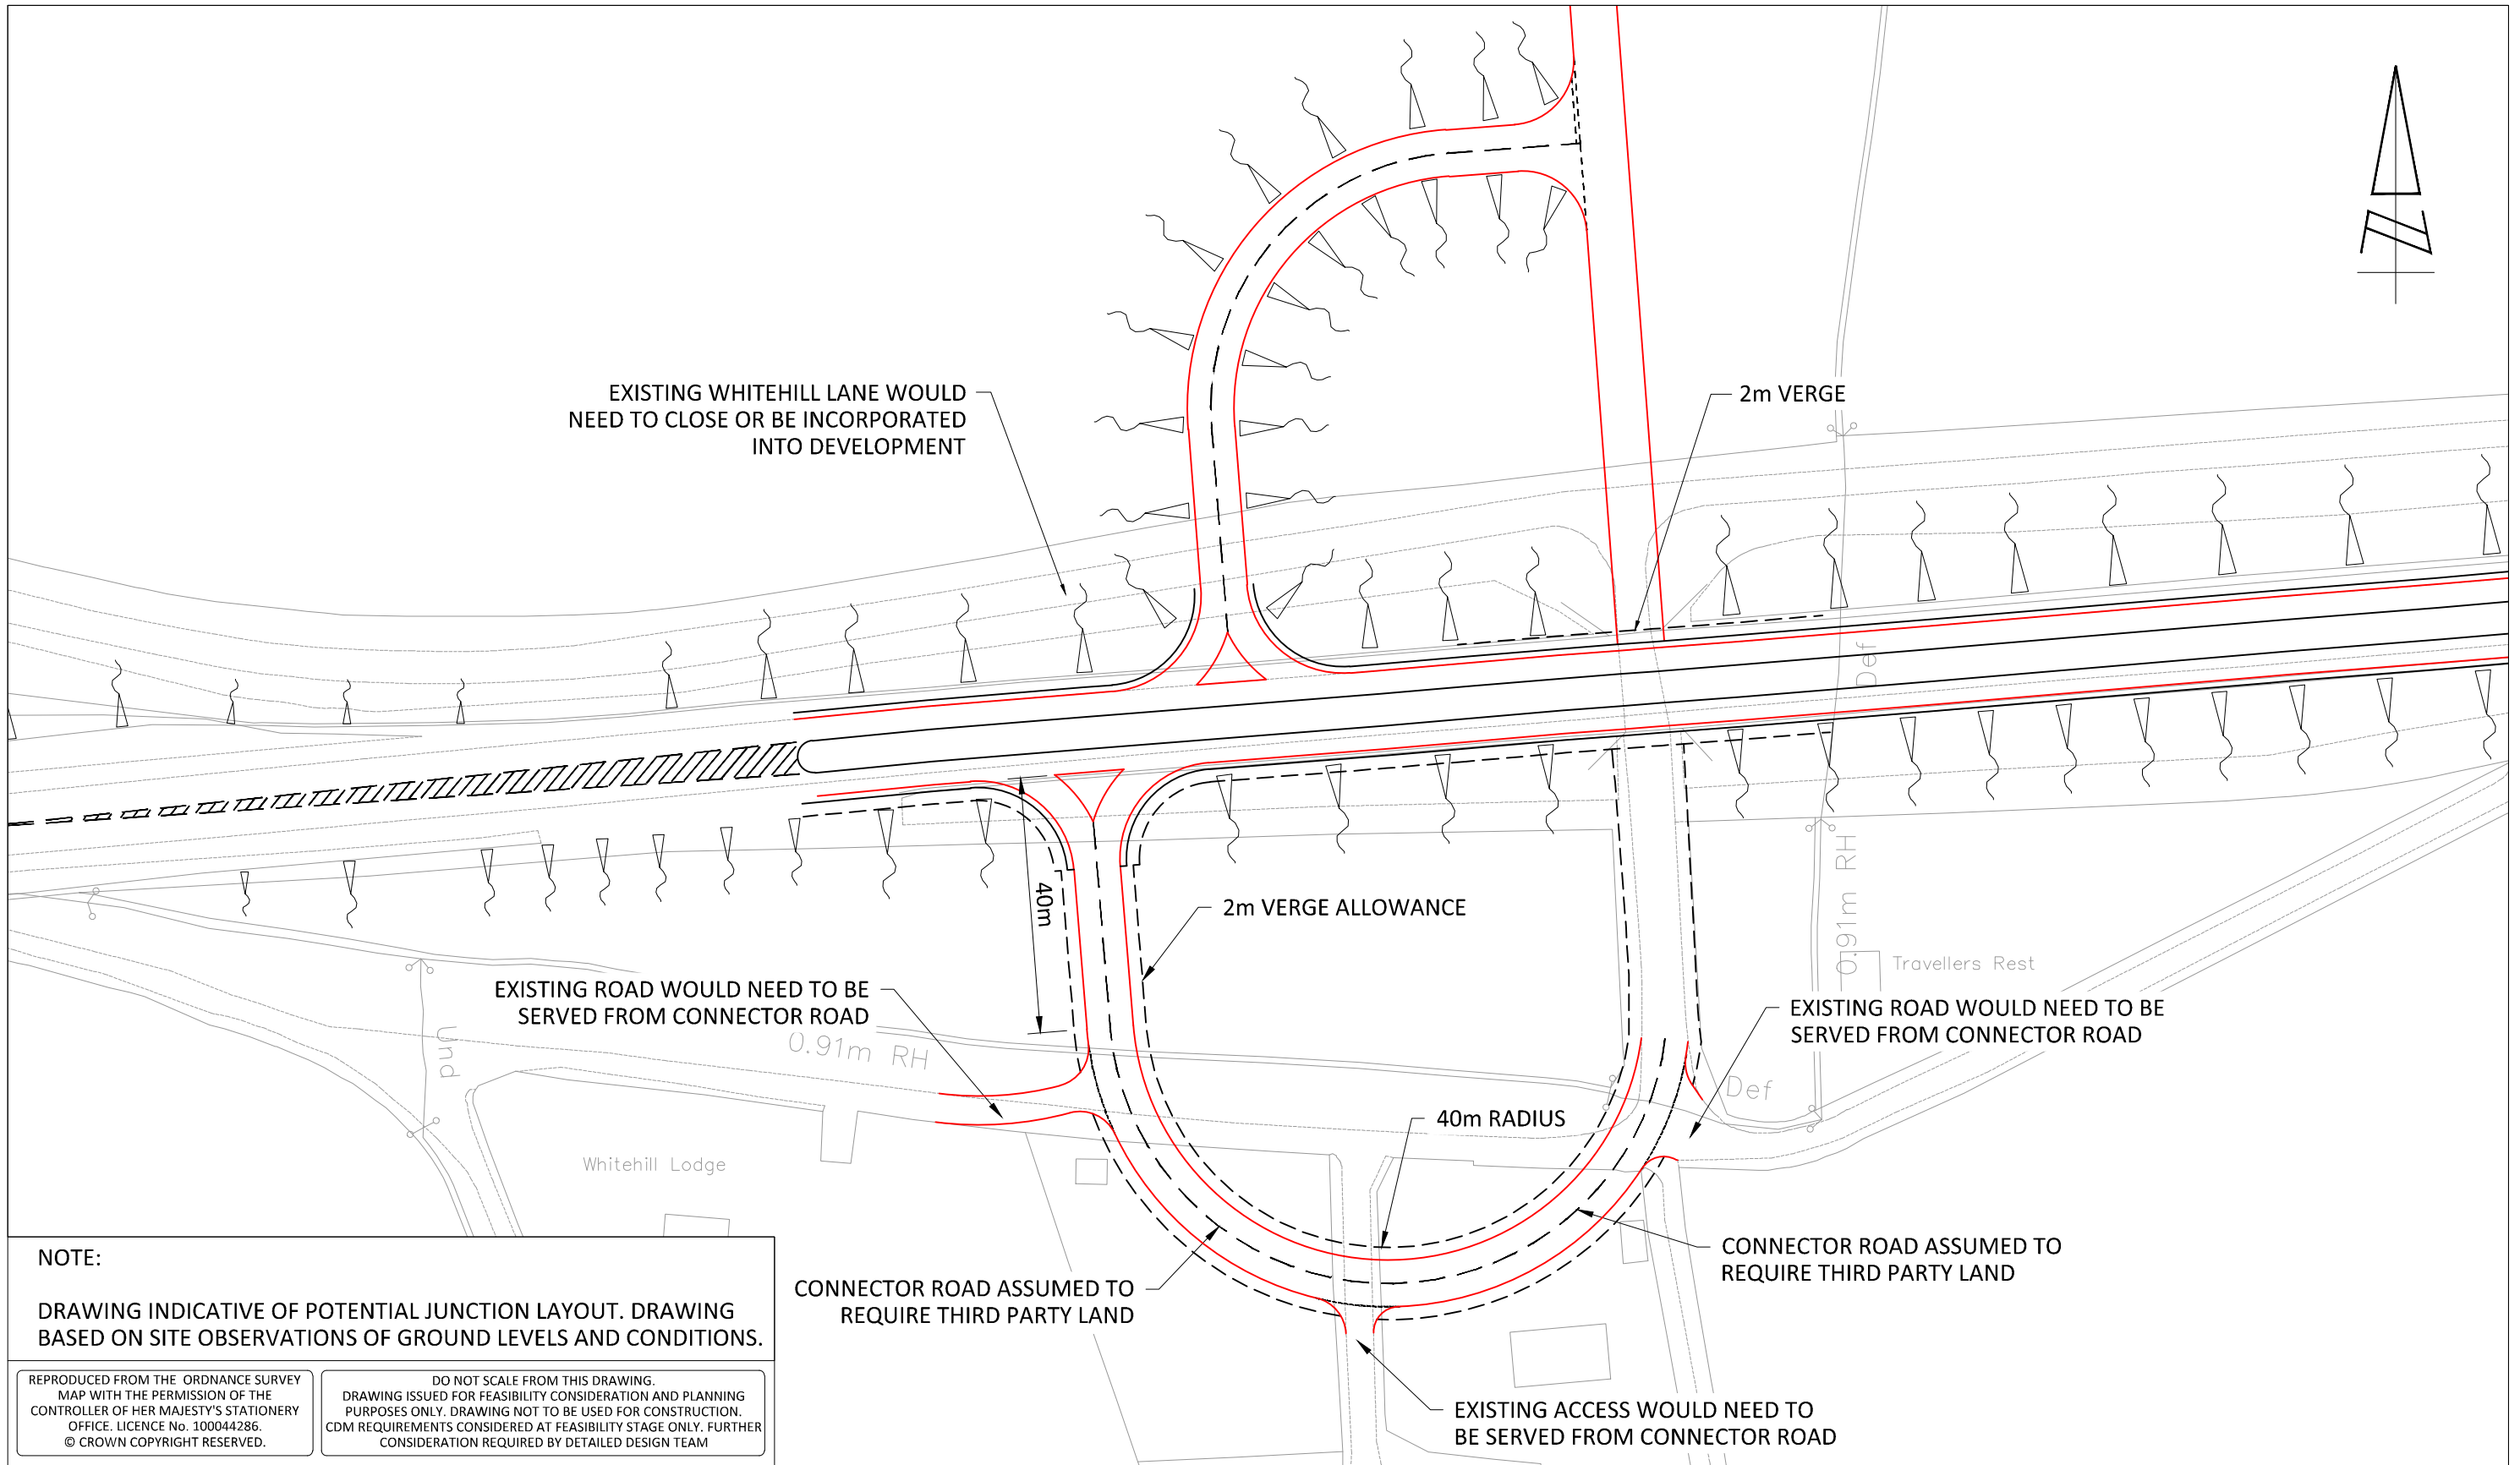 EXISTING WHITEHILL LANE WOULD
NEED TO CLOSE OR BE INCORPORATED
INTO DEVELOPMENT
2m VERGE
N
Def
40m
2m VERGE ALLOWANCE
0.91m RH
Travellers Rest
EXISTING ROAD WOULD NEED TO BE
SERVED FROM CONNECTOR ROAD
EXISTING ROAD WOULD NEED TO BE
SERVED FROM CONNECTOR ROAD
Und
0.91m RH
Def
40m RADIUS
Whitehill Lodge
CONNECTOR ROAD ASSUMED TO
REQUIRE THIRD PARTY LAND
CONNECTOR ROAD ASSUMED TO
REQUIRE THIRD PARTY LAND
EXISTING ACCESS WOULD NEED TO
BE SERVED FROM CONNECTOR ROAD
NOTE:
DRAWING INDICATIVE OF POTENTIAL JUNCTION LAYOUT. DRAWING
BASED ON SITE OBSERVATIONS OF GROUND LEVELS AND CONDITIONS.
REPRODUCED FROM THE ORDNANCE SURVEY
MAP WITH THE PERMISSION OF THE
CONTROLLER OF HER MAJESTY'S STATIONERY
OFFICE. LICENCE No. 100044286.
© CROWN COPYRIGHT RESERVED.
DO NOT SCALE FROM THIS DRAWING.
DRAWING ISSUED FOR FEASIBILITY CONSIDERATION AND PLANNING
PURPOSES ONLY. DRAWING NOT TO BE USED FOR CONSTRUCTION.
CDM REQUIREMENTS CONSIDERED AT FEASIBILITY STAGE ONLY. FURTHER
CONSIDERATION REQUIRED BY DETAILED DESIGN TEAM